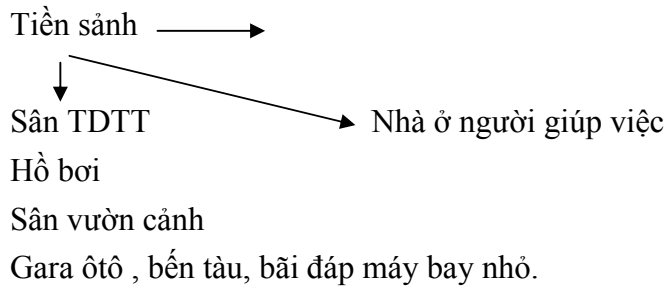 Tiền sảnh
Sân TDTT Nhà ở người giúp việc
Hồ bơi
Sân vườn cảnh
Gara ôtô , bến tàu, bãi đáp máy bay nhỏ.